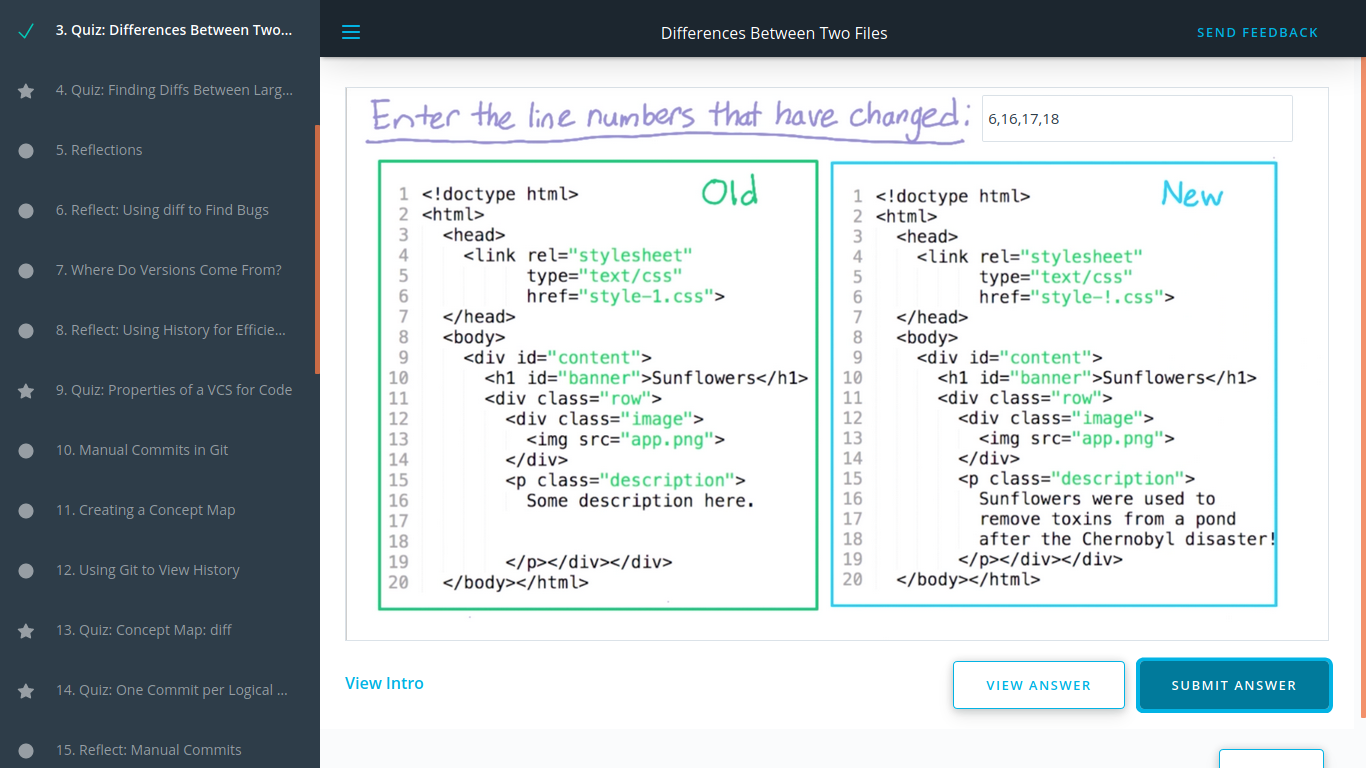 3. Quiz: Differences Between Two...
4. Quiz: Finding Diffs Between Larg...
5. Reflections
6. Reflect: Using diff to Find Bugs
7. Where Do Versions Come From?
8. Reflect: Using History for Efficie...
9. Quiz: Properties of a VCS for Code
10. Manual Commits in Git
11. Creating a Concept Map
12. Using Git to View History
13. Quiz: Concept Map: diff
14. Quiz: One Commit per Logical ...
15. Reflect: Manual Commits
Differences Between Two Files
SEND FEEDBACK
Enter the line numbers that have changed:
6,16,17,18
Old
1 <!doctype html>
2 <html>
3 <head>
4 <link rel="stylesheet"
5 type="text/css"
6 href="style-1.css">
7 </head>
8 <body>
9 <div id="content">
10 <h1 id="banner">Sunflowers</h1>
11 <div class="row">
12 <div class="image">
13 <img src="app.png">
14 </div>
15 <p class="description">
16 Some description here.
17
18
19 </p></div></div>
20 </body></html>
New
1 <!doctype html>
2 <html>
3 <head>
4 <link rel="stylesheet"
5 type="text/css"
6 href="style-!.css">
7 </head>
8 <body>
9 <div id="content">
10 <h1 id="banner">Sunflowers</h1>
11 <div class="row">
12 <div class="image">
13 <img src="app.png">
14 </div>
15 <p class="description">
16 Sunflowers were used to
17 remove toxins from a pond
18 after the Chernobyl disaster!
19 </p></div></div>
20 </body></html>
View Intro
VIEW ANSWER
SUBMIT ANSWER